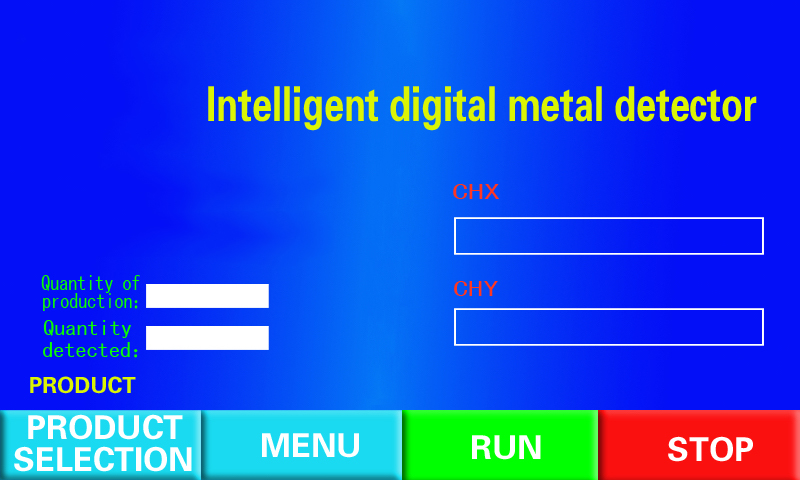 Intelligent digital metal detector
CHX
Quantity of
production:
CHY
Quantity
detected:
PRODUCT
PRODUCT
SELECTION
MENU
RUN
STOP